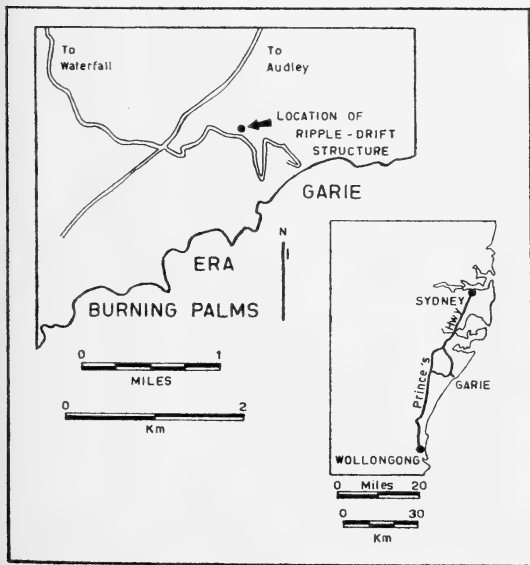 To
Waterfall
To
Audley
LOCATION OF
RIPPLE-DRIFT
STRUCTURE
GARIE
N
ERA
BURNING PALMS
0 1
MILES
0 2
Km
SYDNEY
Prince's Hwy
GARIE
WOLLONGONG
0 Miles 20
0 30
Km